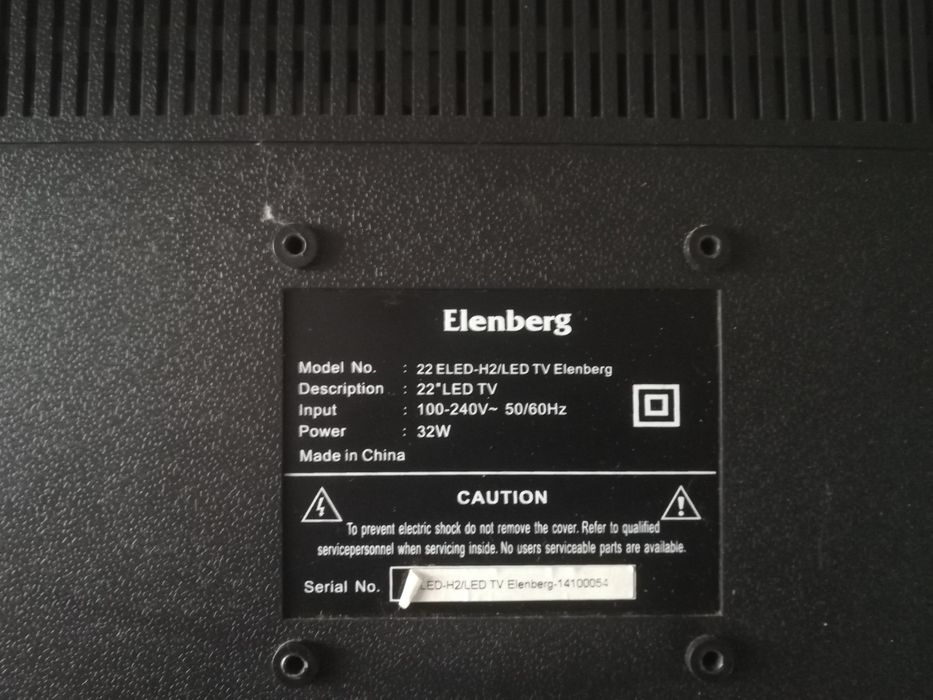 Elenberg
Model No. : 22 ELED-H2/LED TV Elenberg
Description : 22"LED TV
Input : 100-240V~ 50/60Hz
Power : 32W
Made in China
CAUTION
To prevent electric shock do not remove the cover. Refer to qualified
servicepersonnel when servicing inside. No users serviceable parts are available.
Serial No. LED-H2/LED TV Elenberg-14100054